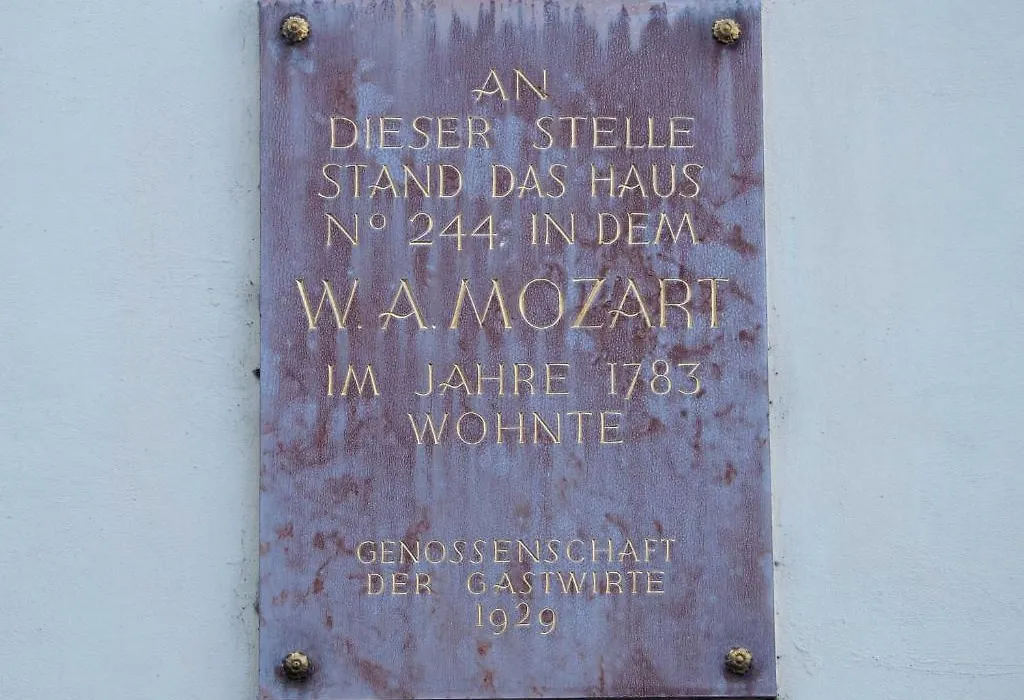 AN
DIESER STELLE
STAND DAS HAUS
Nº 244. IN DEM
W. A. MOZART
IM JAHRE 1783
WOHNTE
GENOSSENSCHAFT
DER GASTWIRTE
1929